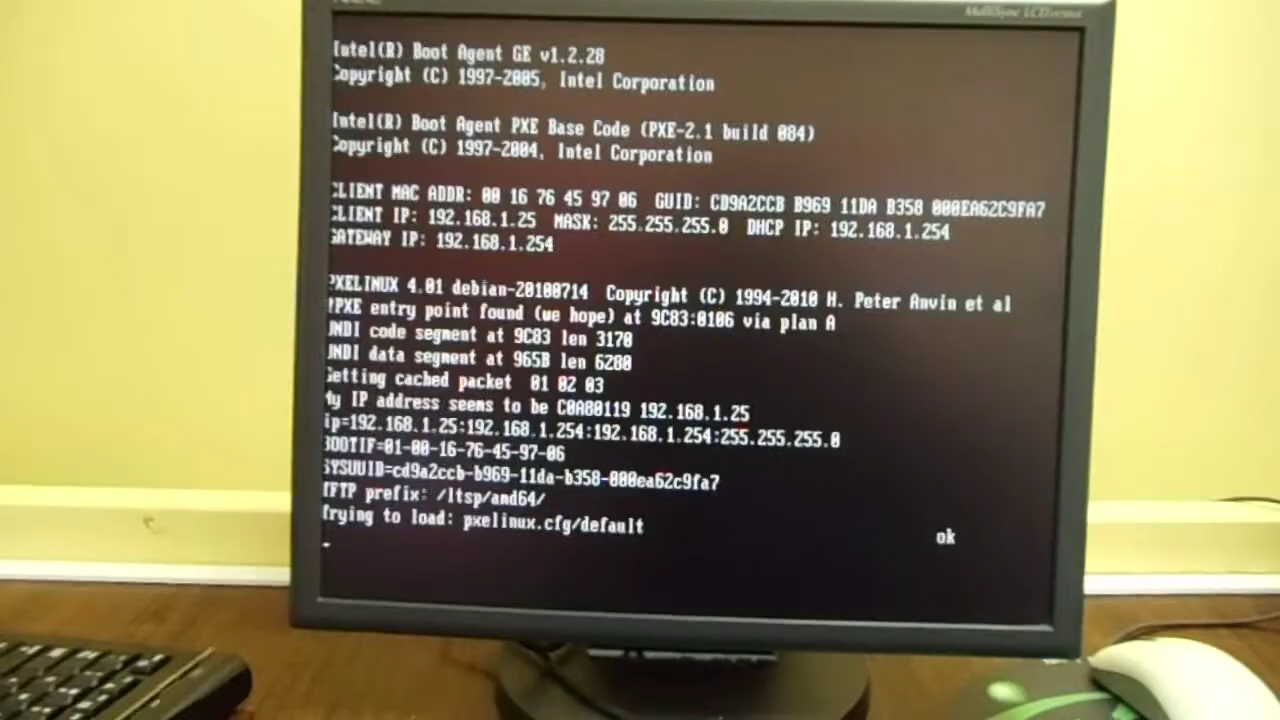 NEC
MultiSync LCD
Intel(R) Boot Agent GE v1.2.28
Copyright (C) 1997-2005, Intel Corporation
Intel(R) Boot Agent PXE Base Code (PXE-2.1 build 084)
Copyright (C) 1997-2004, Intel Corporation
CLIENT MAC ADDR: 00 16 76 45 97 06  GUID: CD9A2CCB B969 11DA B358 000EA62C9FA7
CLIENT IP: 192.168.1.25  MASK: 255.255.255.0  DHCP IP: 192.168.1.254
GATEWAY IP: 192.168.1.254
PXELINUX 4.01 debian-20100714  Copyright (C) 1994-2010 H. Peter Anvin et al
!PXE entry point found (we hope) at 9C83:0106 via plan A
UNDI code segment at 9C83 len 3170
UNDI data segment at 965B len 6280
Getting cached packet  01 02 03
My IP address seems to be C0A80119 192.168.1.25
ip=192.168.1.25:192.168.1.254:192.168.1.254:255.255.255.0
BOOTIF=01-00-16-76-45-97-06
SYSUUID=cd9a2ccb-b969-11da-b358-000ea62c9fa7
TFTP prefix: /ltsp/amd64/
Trying to load: pxelinux.cfg/default ok